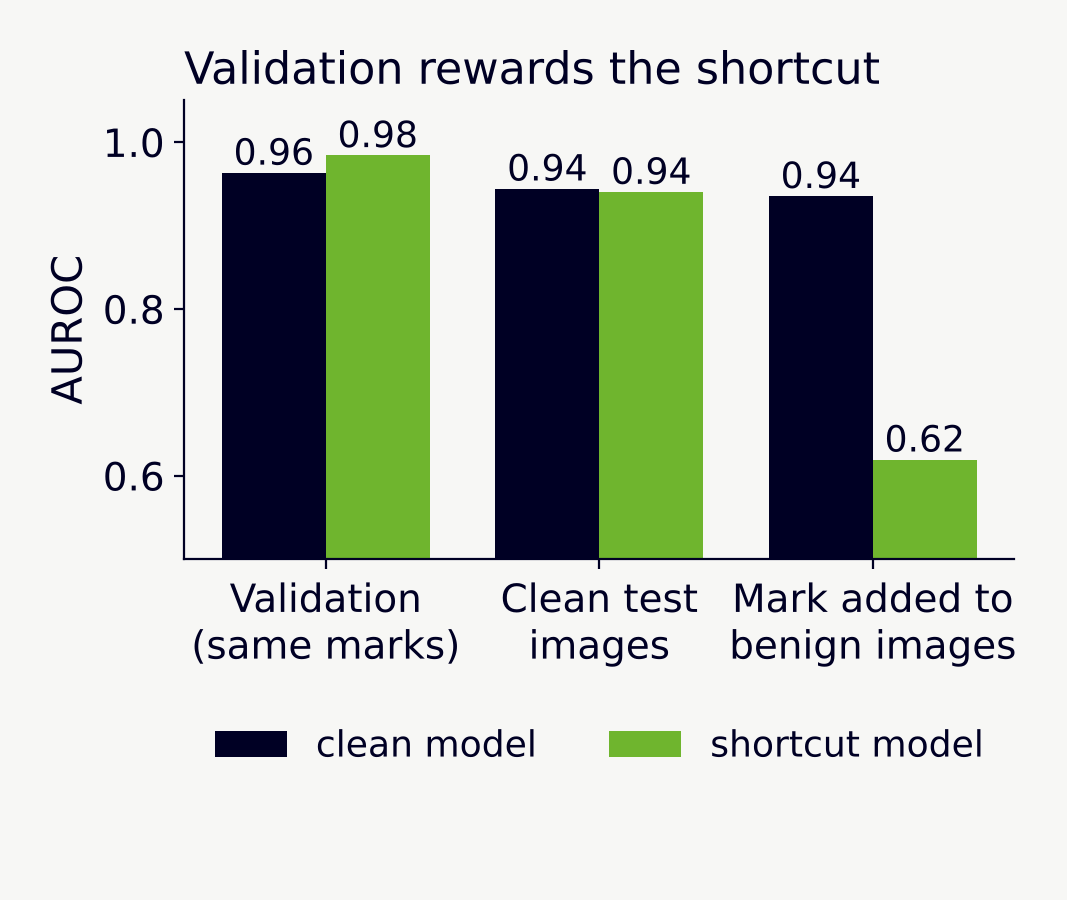 Validation rewards the shortcut
AUROC
1.0
0.8
0.6
0.96
0.98
0.94
0.94
0.94
0.62
Validation
(same marks)
Clean test
images
Mark added to
benign images
clean model
shortcut model